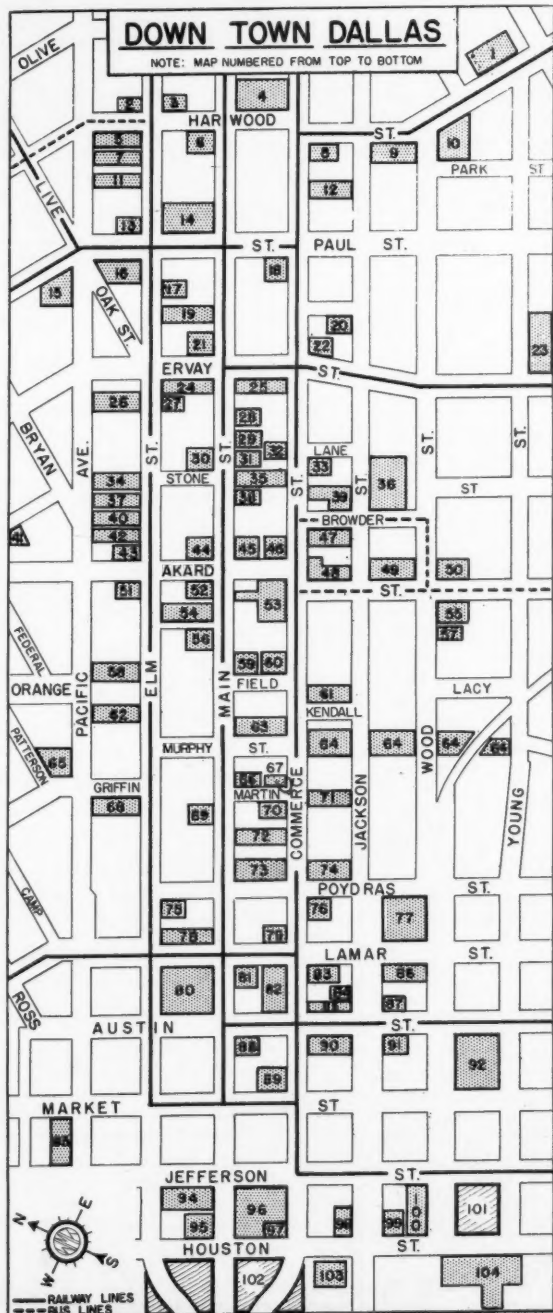 DOWN TOWN DALLAS
NOTE: MAP NUMBERED FROM TOP TO BOTTOM
OLIVE
1
2 3 4
HARWOOD ST.
5 6
7 8 9 10
11 12 PARK ST
LIVE
13 14
ST. PAUL ST.
15 16 17 18
OAK ST.
19 20
21 22 23
ERVAY ST.
24 25
26 27 28
BRYAN AVE. ST. ST. ST. ST. ST. ST.
29 30 31 32 LANE
33 34 35 36
STONE ST
37 38 39
40 BROWDER
41 42 43 44 45 46 47
48 49 50
AKARD ST.
51 52 53
54 55
FEDERAL
56 57
58 59 60
ORANGE FIELD LACY
PACIFIC ELM MAIN
61
62 63 KENDALL
PATTERSON
64 64 64 64
MURPHY ST. WOOD
65 66 67
GRIFFIN MARTIN COMMERCE JACKSON YOUNG
68 69 70 71
72
73 74
CAMP
POYDRAS ST.
75 76 77
78 79
LAMAR ST.
80 81 82 83 86
87
ROSS
AUSTIN ST.
88 90 91 92
89
MARKET ST
JEFFERSON ST.
94 96 100 101
95 97 99
HOUSTON ST.
102 103 104
N E S W
RAILWAY LINES
BUS LINES